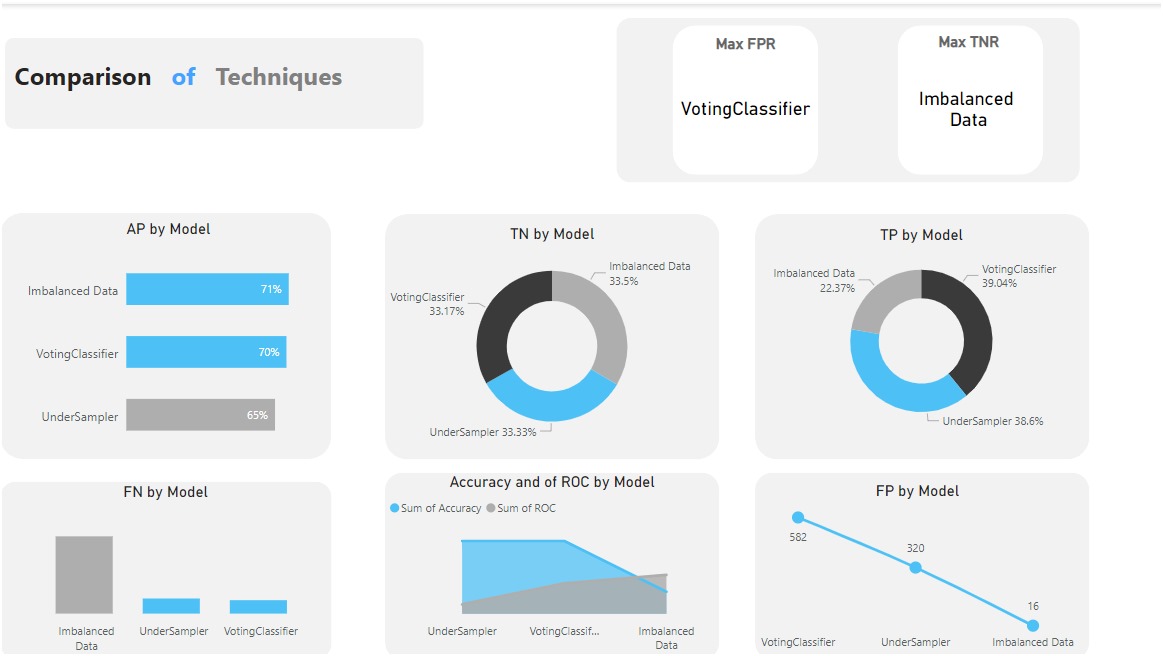 Comparison of Techniques
Max FPR
VotingClassifier
Max TNR
Imbalanced
Data
AP by Model
Imbalanced Data
71%
VotingClassifier
70%
UnderSampler
65%
TN by Model
Imbalanced Data
33.5%
VotingClassifier
33.17%
UnderSampler 33.33%
TP by Model
Imbalanced Data
22.37%
VotingClassifier
39.04%
UnderSampler 38.6%
FN by Model
Imbalanced
Data
UnderSampler
VotingClassifier
Accuracy and of ROC by Model
Sum of Accuracy
Sum of ROC
UnderSampler
VotingClassif...
Imbalanced
Data
FP by Model
582
320
16
VotingClassifier
UnderSampler
Imbalanced Data